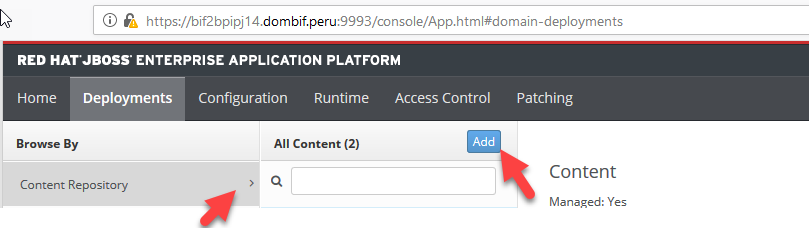 https://bif2bpipj14.dombif.peru:9993/console/App.html#domain-deployments
RED HAT® JBOSS® ENTERPRISE APPLICATION PLATFORM
Home Deployments Configuration Runtime Access Control Patching
Browse By All Content (2) Add
Content Repository
Content
Managed: Yes